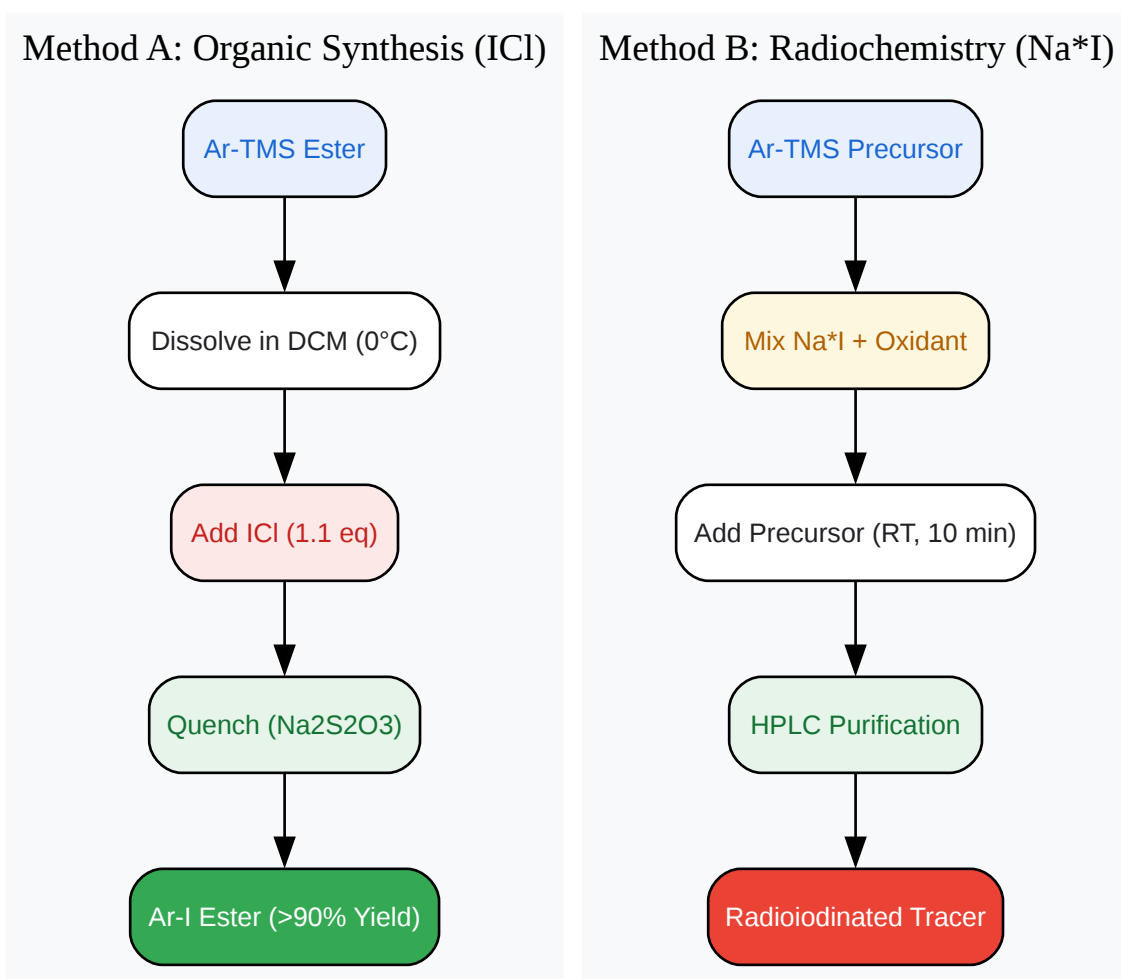 Method A: Organic Synthesis (ICl)
Ar-TMS Ester
Dissolve in DCM (0°C)
Add ICl (1.1 eq)
Quench (Na2S2O3)
Ar-I Ester (>90% Yield)
Method B: Radiochemistry (Na*I)
Ar-TMS Precursor
Mix Na*I + Oxidant
Add Precursor (RT, 10 min)
HPLC Purification
Radioiodinated Tracer